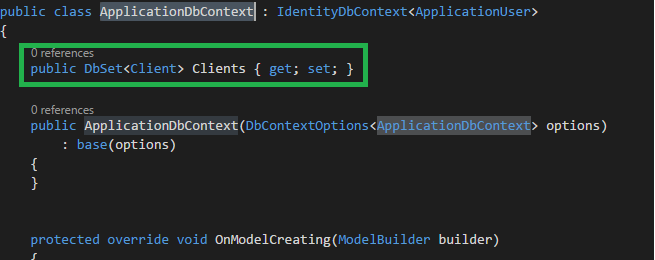 public class ApplicationDbContext : IdentityDbContext<ApplicationUser>
{
0 references
public DbSet<Client> Clients { get; set; }
0 references
public ApplicationDbContext(DbContextOptions<ApplicationDbContext> options)
: base(options)
{
}
protected override void OnModelCreating(ModelBuilder builder)
{